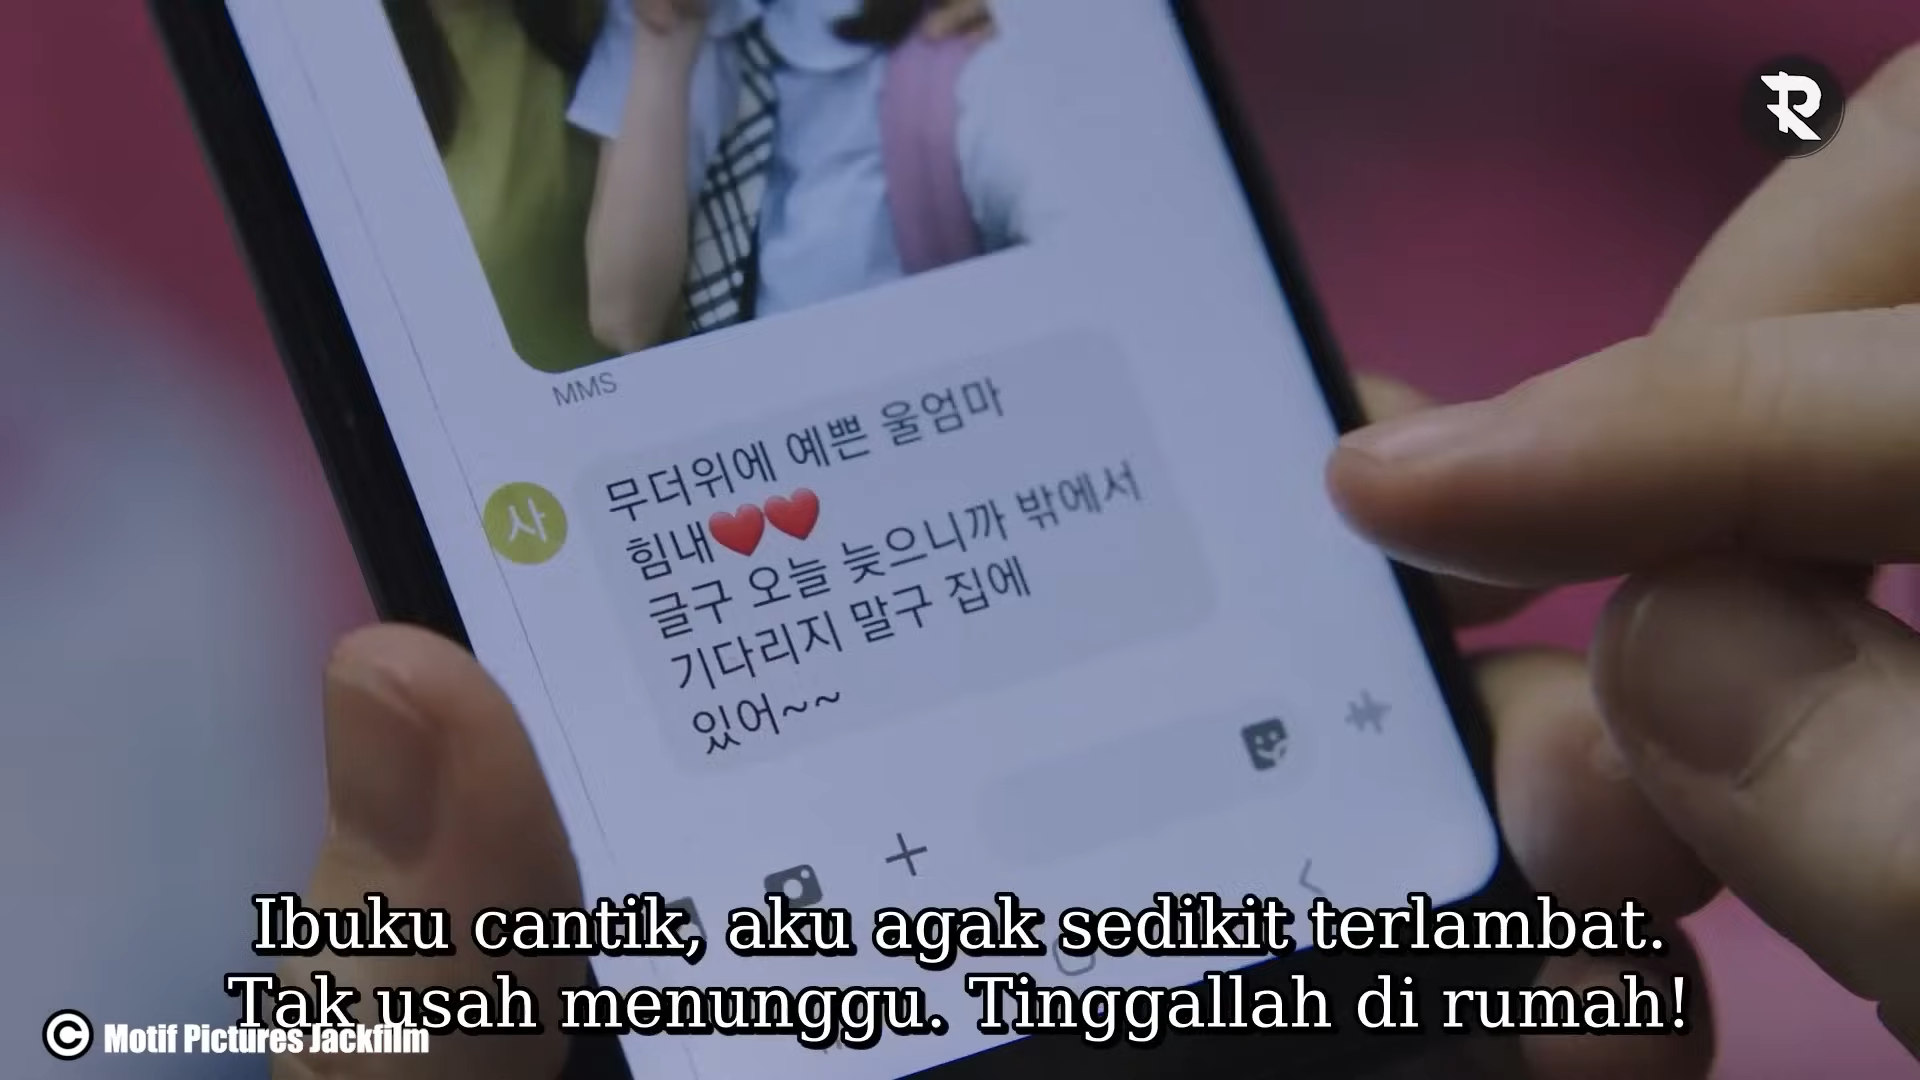 MMS
사
무더위에 예쁜 울엄마
힘내❤️❤️
글구 오늘 늦으니까 밖에서
기다리지 말구 집에
있어~~
Ibuku cantik, aku agak sedikit terlambat.
Tak usah menunggu. Tinggallah di rumah!
© Motif Pictures Jackfilm